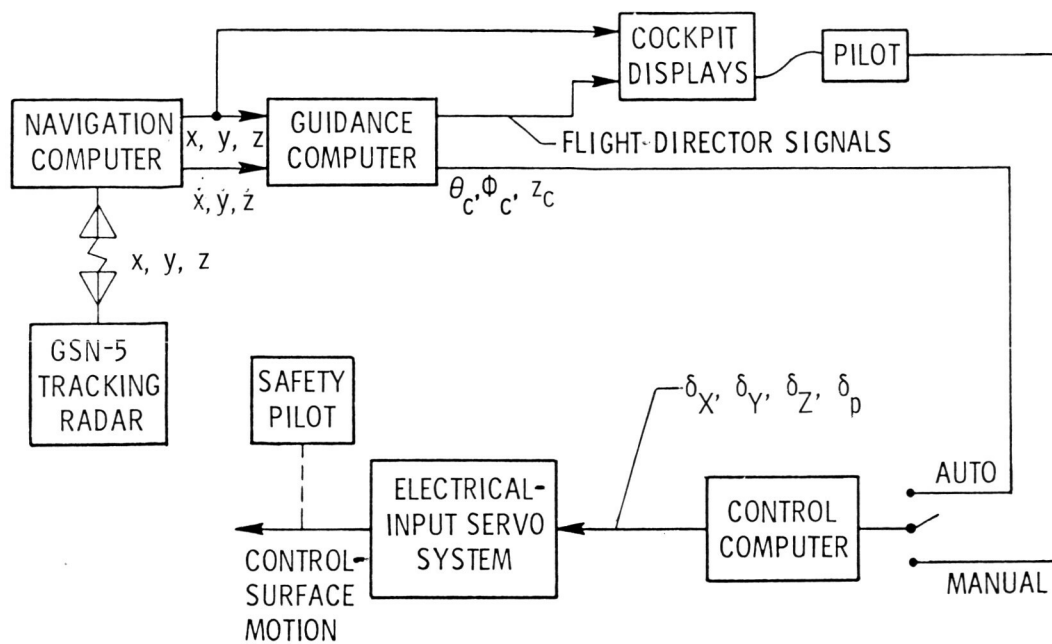 COCKPIT
DISPLAYS
PILOT
NAVIGATION
COMPUTER
x, y, z
ẋ, ẏ, ż
GUIDANCE
COMPUTER
FLIGHT-DIRECTOR SIGNALS
θc, Φc, zc
x, y, z
GSN-5
TRACKING
RADAR
SAFETY
PILOT
δX, δY, δZ, δp
ELECTRICAL-
INPUT SERVO
SYSTEM
CONTROL-
SURFACE
MOTION
CONTROL
COMPUTER
AUTO
MANUAL